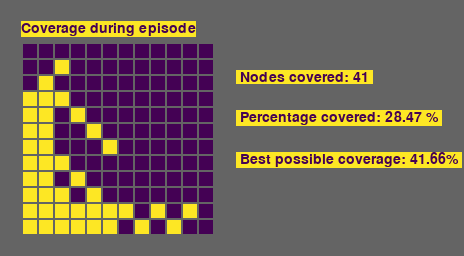 Coverage during episode
Nodes covered: 41
Percentage covered: 28.47 %
Best possible coverage: 41.66%